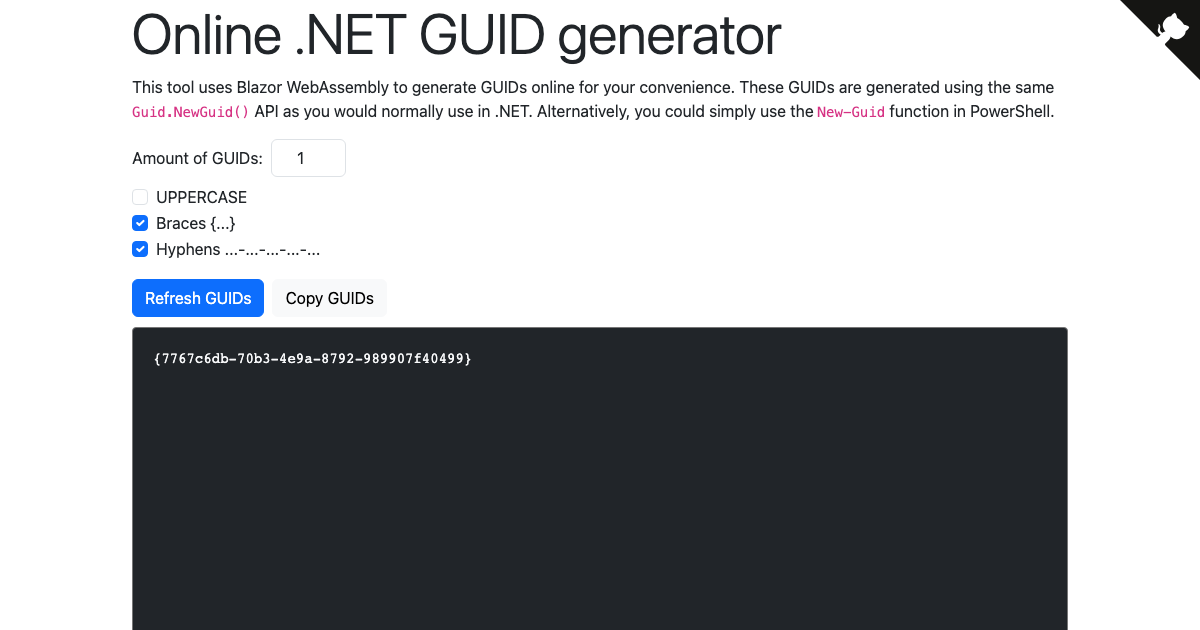 Online .NET GUID generator
This tool uses Blazor WebAssembly to generate GUIDs online for your convenience. These GUIDs are generated using the same
Guid.NewGuid() API as you would normally use in .NET. Alternatively, you could simply use the New-Guid function in PowerShell.
Amount of GUIDs: 1
UPPERCASE
Braces {...}
Hyphens ...-...-...-...-...
Refresh GUIDs Copy GUIDs
{7767c6db-70b3-4e9a-8792-989907f40499}